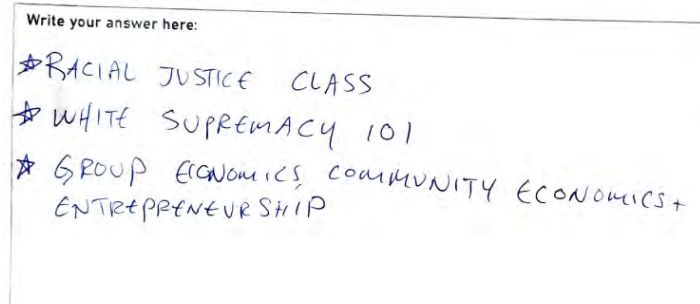 Write your answer here:
☆RACIAL JUSTICE CLASS
☆ WHITE SUPREMACY 101
☆ GROUP ECONOMICS, COMMUNITY ECONOMICS +
ENTREPRENEURSHIP